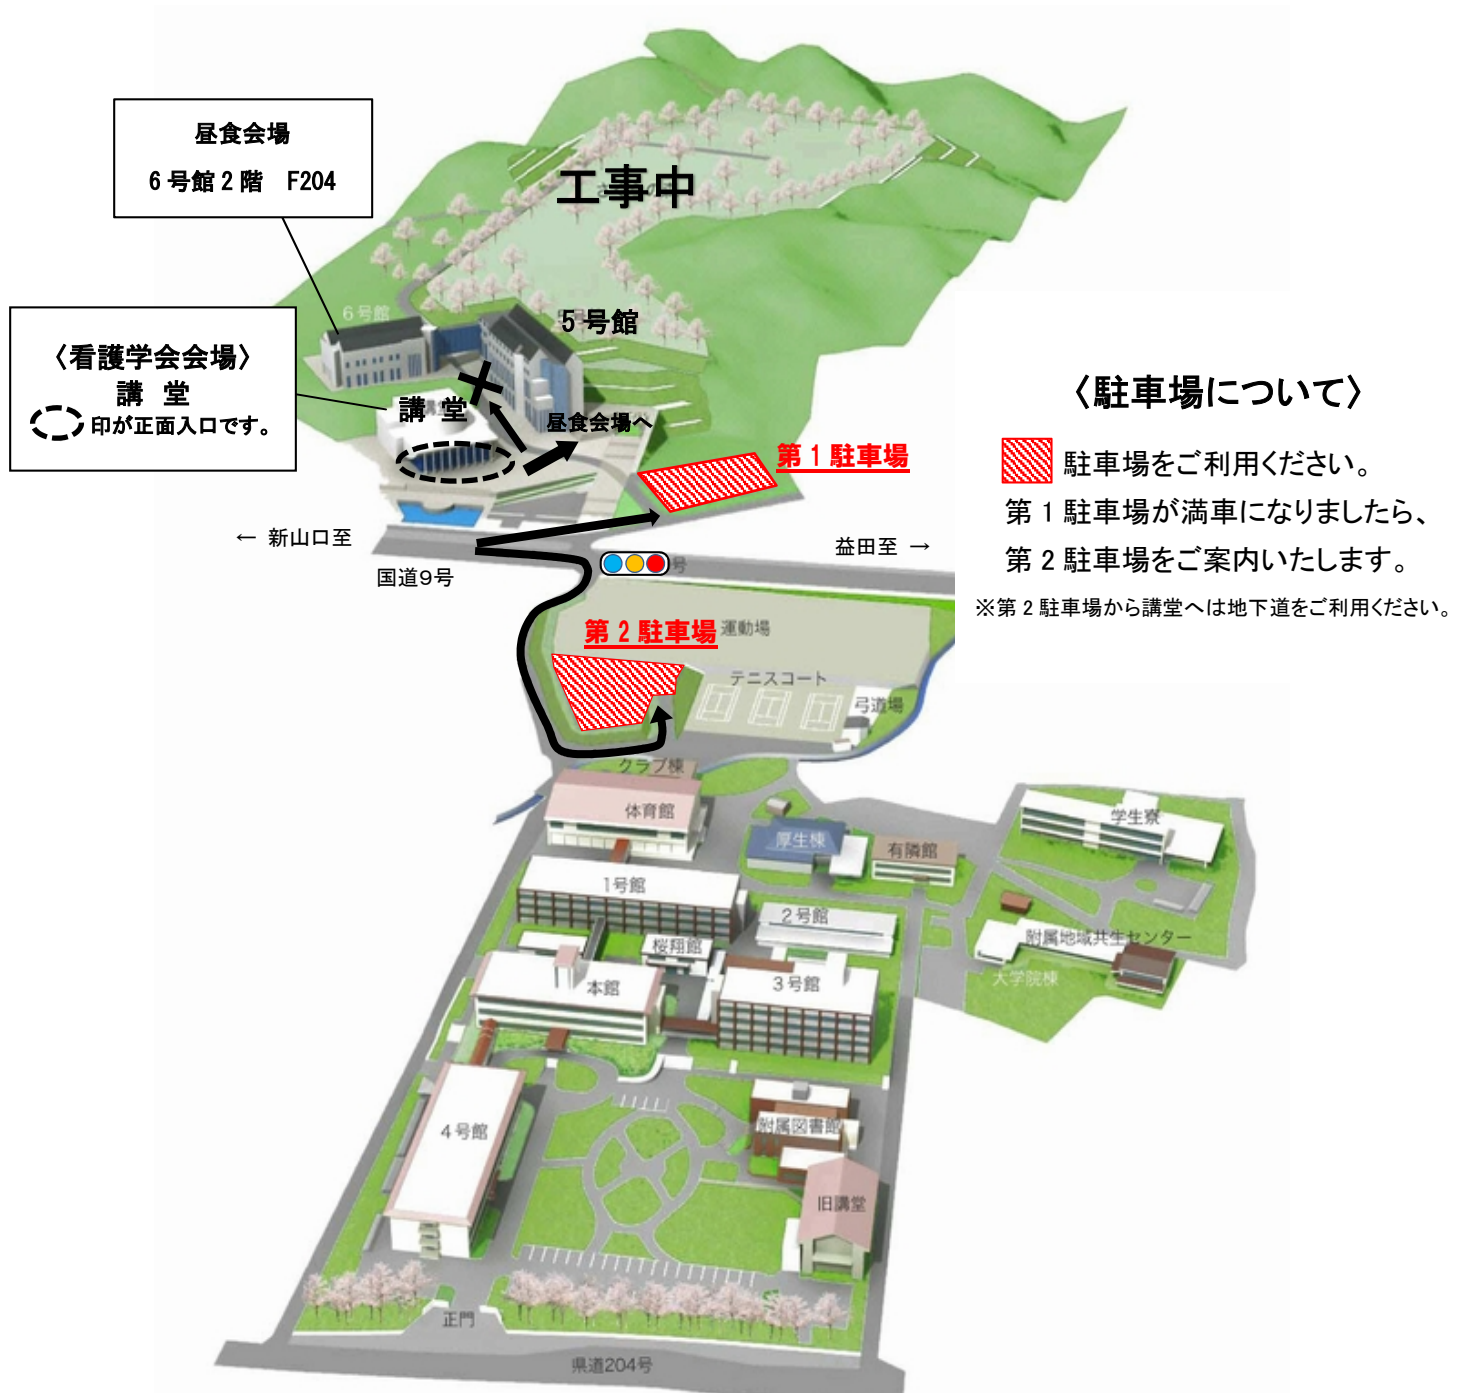 昼食会場
6号館2階 F204
工事中
6号館
5号館
〈看護学会会場〉
講堂
印が正面入口です。
講堂
昼食会場へ
第1駐車場
〈駐車場について〉
駐車場をご利用ください。
第1駐車場が満車になりましたら、
第2駐車場をご案内いたします。
※第2駐車場から講堂へは地下道をご利用ください。
← 新山口至
益田至 →
国道9号
号
第2駐車場
運動場
テニスコート
弓道場
クラブ棟
体育館
学生寮
厚生棟
有隣館
1号館
2号館
桜翔館
附属地域共生センター
大学院棟
本館
3号館
4号館
附属図書館
旧講堂
正門
県道204号